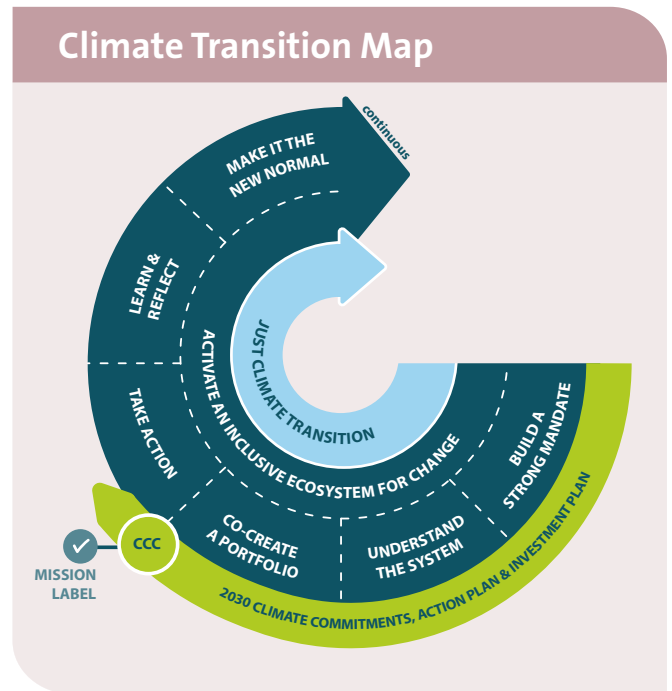 Climate Transition Map
continuous
MAKE IT THE
NEW NORMAL
LEARN &
REFLECT
TAKE ACTION
CO-CREATE
A PORTFOLIO
UNDERSTAND
THE SYSTEM
BUILD A
STRONG MANDATE
ACTIVATE AN INCLUSIVE ECOSYSTEM FOR CHANGE
JUST CLIMATE TRANSITION
CCC
MISSION
LABEL
2030 CLIMATE COMMITMENTS, ACTION PLAN & INVESTMENT PLAN